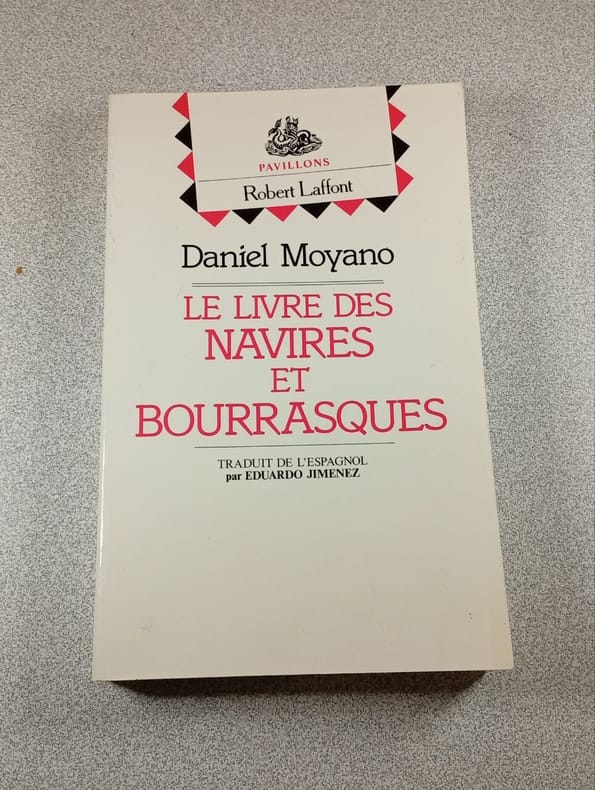 PAVILLONS
Robert Laffont
Daniel Moyano
LE LIVRE DES
NAVIRES
ET
BOURRASQUES
TRADUIT DE L'ESPAGNOL
par EDUARDO JIMENEZ